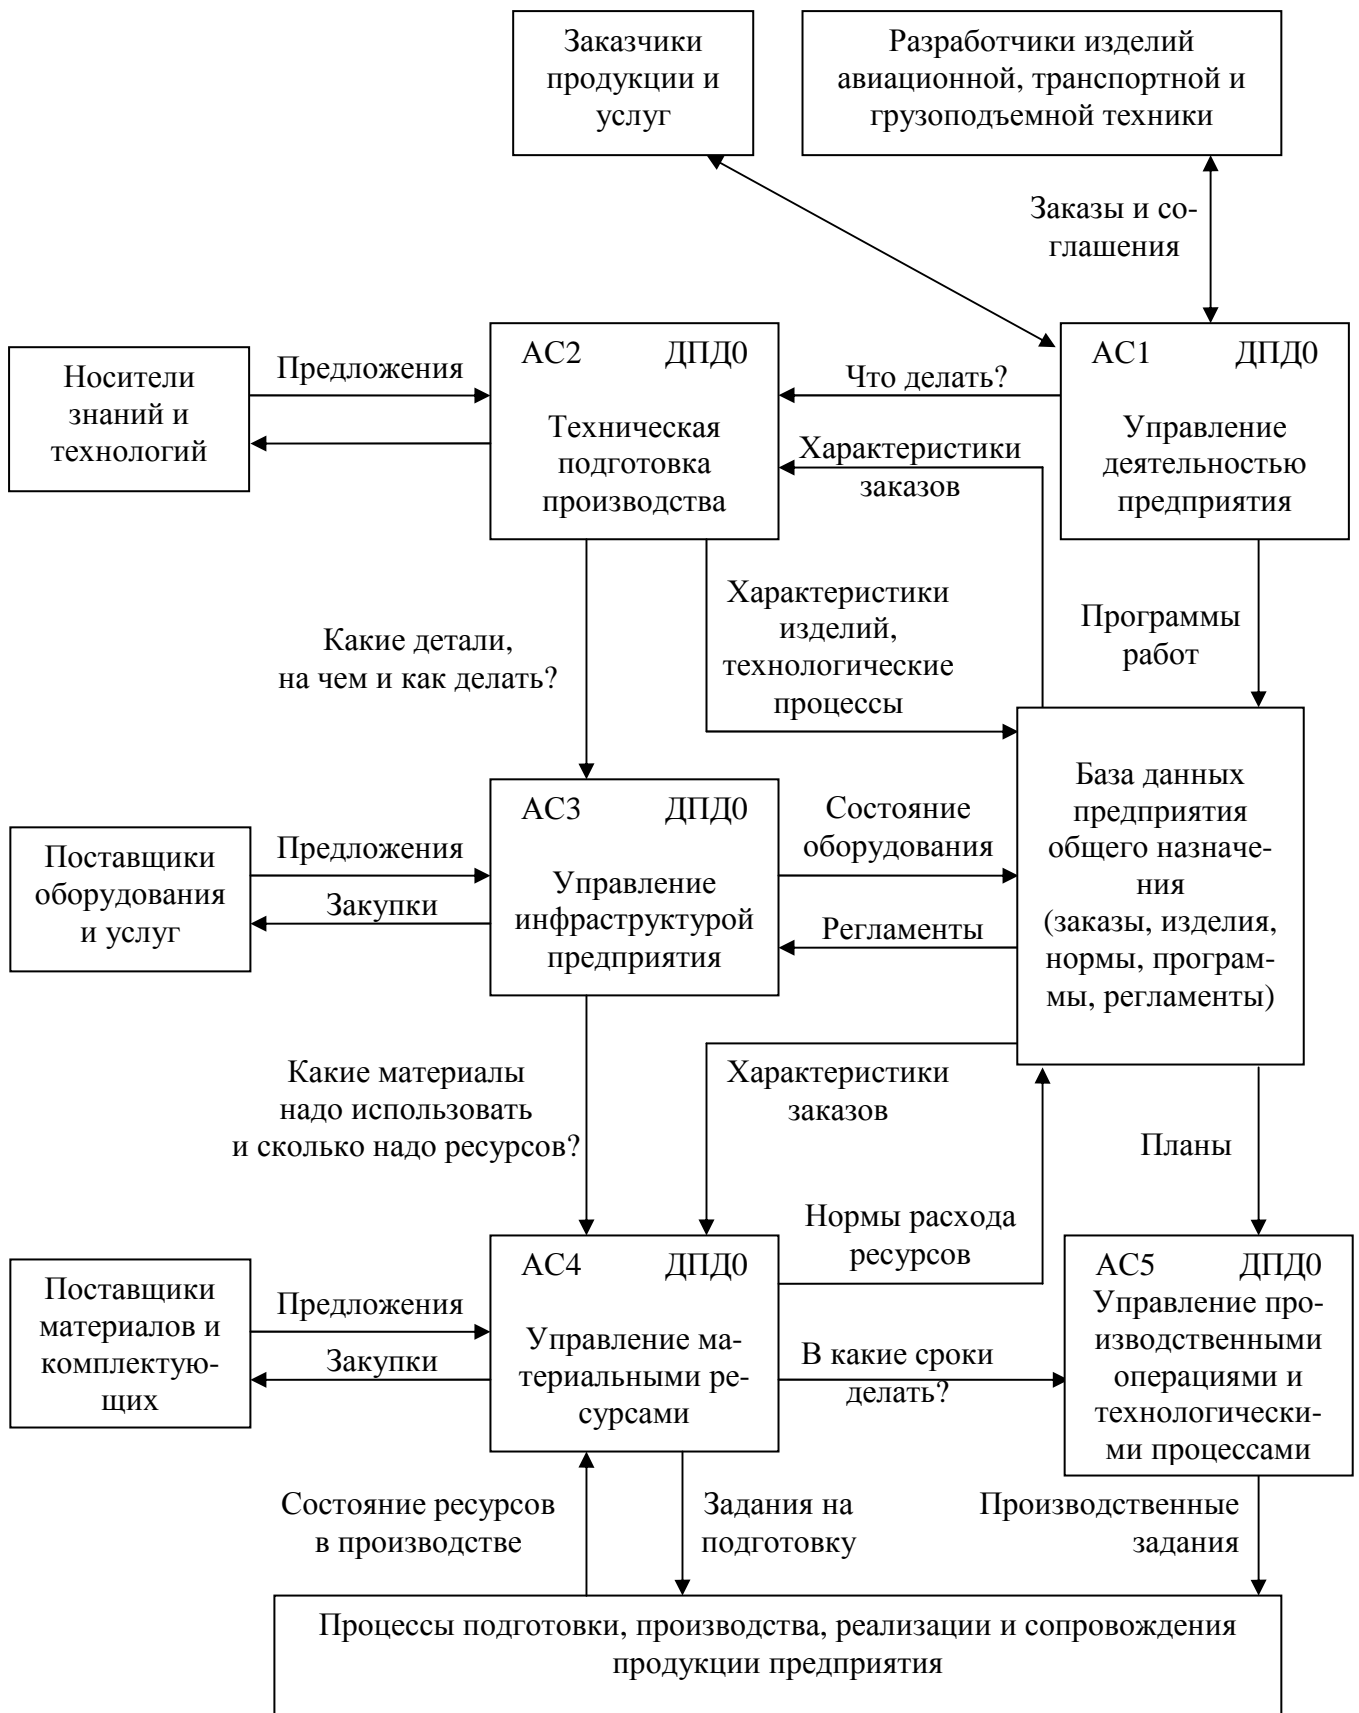 Заказчики
продукции и
услуг
Разработчики изделий
авиационной, транспортной и
грузоподъемной техники
Заказы и со-
глашения
Носители
знаний и
технологий
Предложения
АС2 ДПД0
Техническая
подготовка
производства
Что делать?
Характеристики
заказов
АС1 ДПД0
Управление
деятельностью
предприятия
Какие детали,
на чем и как делать?
Характеристики
изделий,
технологические
процессы
Программы
работ
Поставщики
оборудования
и услуг
Предложения
Закупки
АС3 ДПД0
Управление
инфраструктурой
предприятия
Состояние
оборудования
Регламенты
База данных
предприятия
общего назначе-
ния
(заказы, изделия,
нормы, програм-
мы, регламенты)
Какие материалы
надо использовать
и сколько надо ресурсов?
Характеристики
заказов
Планы
Нормы расхода
ресурсов
Поставщики
материалов и
комплектую-
щих
Предложения
Закупки
АС4 ДПД0
Управление ма-
териальными ре-
сурсами
В какие сроки
делать?
АС5 ДПД0
Управление про-
изводственными
операциями и
технологически-
ми процессами
Состояние ресурсов
в производстве
Задания на
подготовку
Производственные
задания
Процессы подготовки, производства, реализации и сопровождения
продукции предприятия